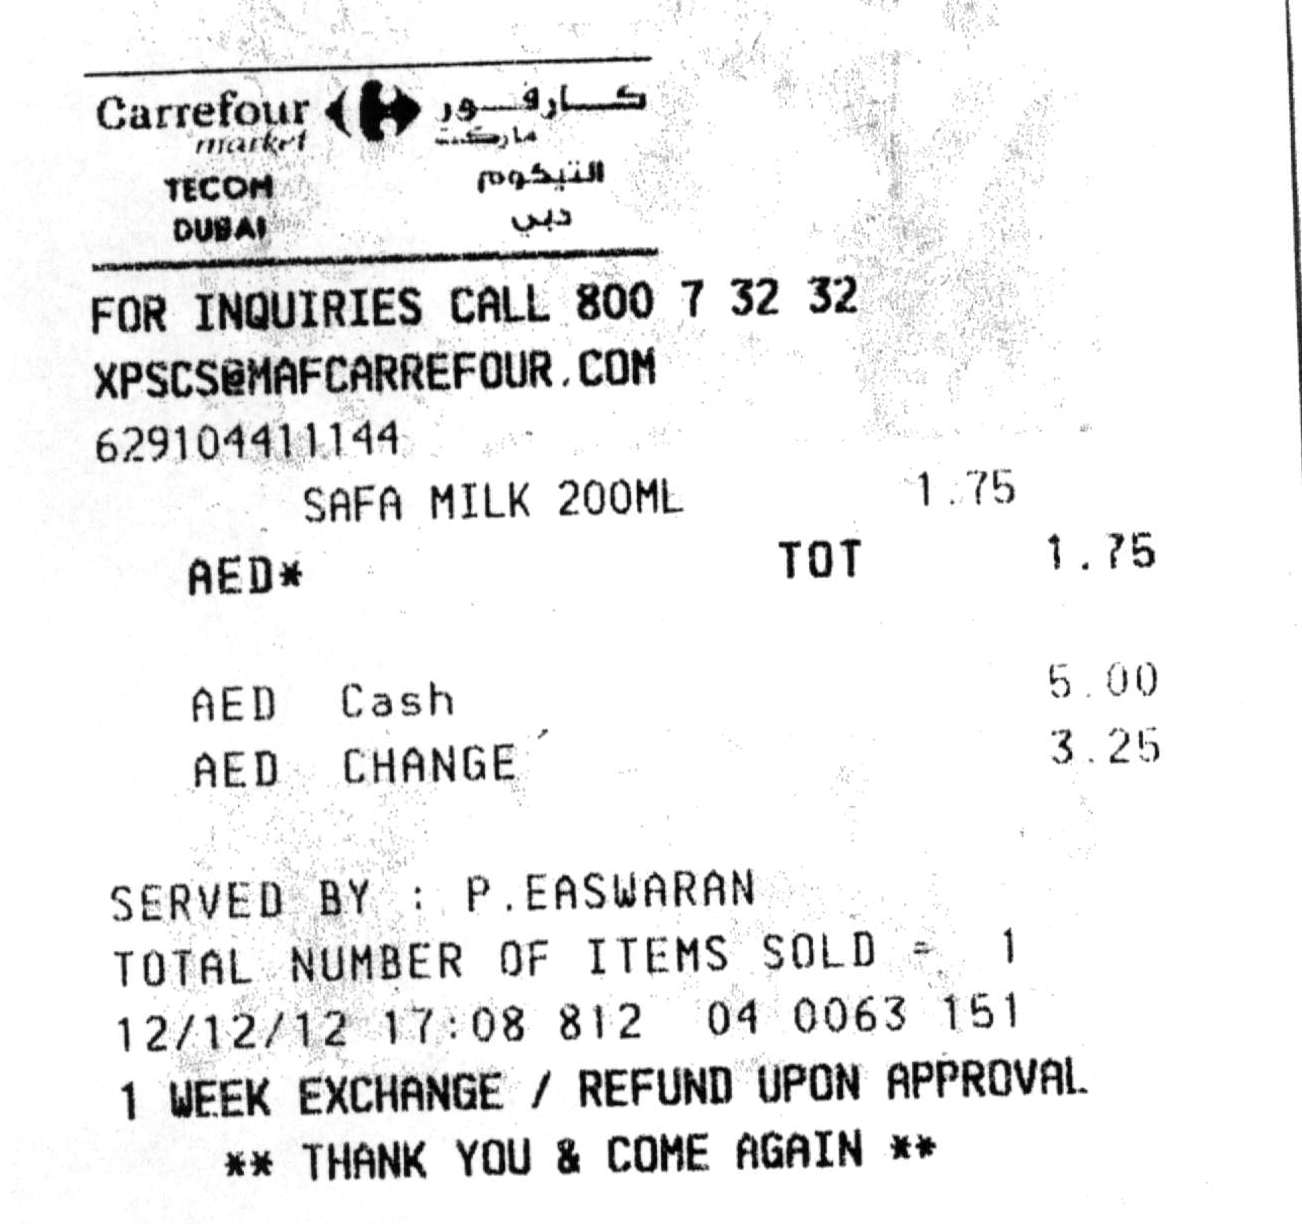 Carrefour كارفور
market ماركت
TECOM التيكوم
DUBAI دبي
FOR INQUIRIES CALL 800 7 32 32
XPSCS@MAFCARREFOUR.COM
629104411144
SAFA MILK 200ML 1.75
AED* TOT 1.75
AED Cash 5.00
AED CHANGE 3.25
SERVED BY : P.EASWARAN
TOTAL NUMBER OF ITEMS SOLD = 1
12/12/12 17:08 812 04 0063 151
1 WEEK EXCHANGE / REFUND UPON APPROVAL
** THANK YOU & COME AGAIN **